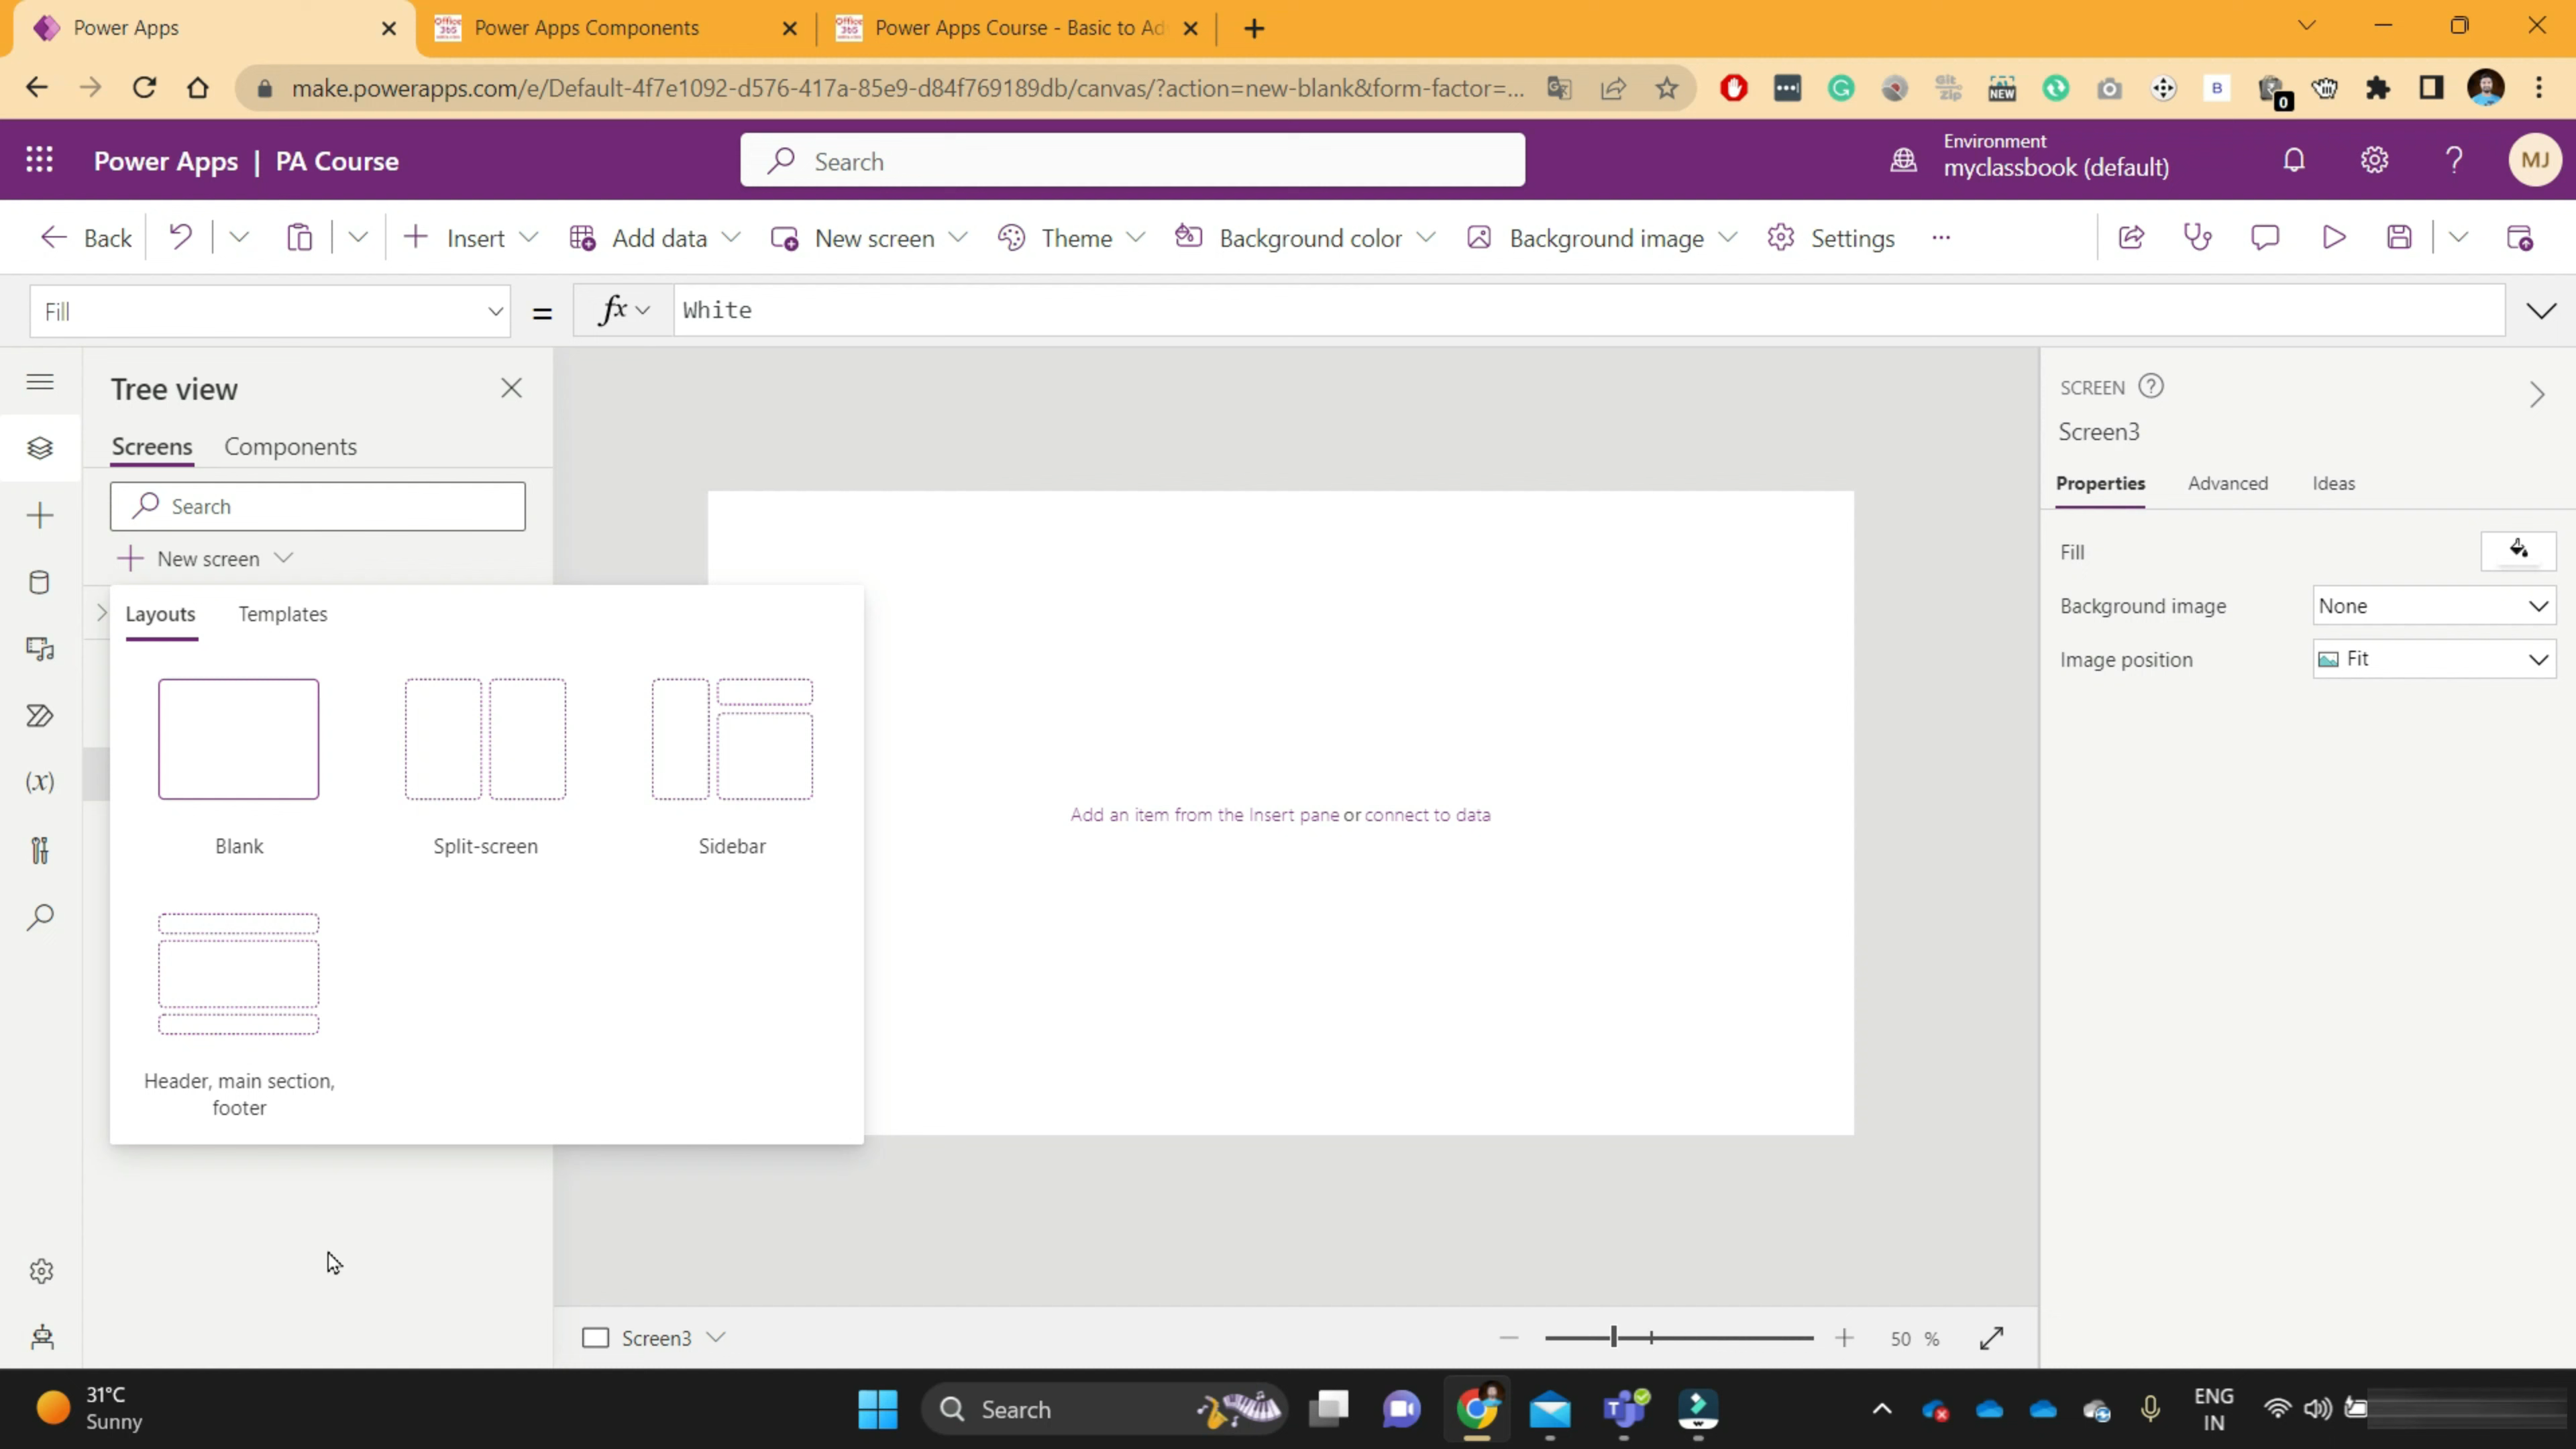 Power Apps
Power Apps Components
Power Apps Course - Basic to Ad
make.powerapps.com/e/Default-4f7e1092-d576-417a-85e9-d84f769189db/canvas/?action=new-blank&form-factor=...
Power Apps | PA Course
Search
Environment
myclassbook (default)
MJ
Back
Insert
Add data
New screen
Theme
Background color
Background image
Settings
Fill
=
fx
White
Tree view
Screens
Components
Search
New screen
Layouts
Templates
Blank
Split-screen
Sidebar
Header, main section,
footer
Add an item from the Insert pane or connect to data
SCREEN
Screen3
Properties
Advanced
Ideas
Fill
Background image
None
Image position
Fit
Screen3
50 %
31°C
Sunny
Search
ENG
IN